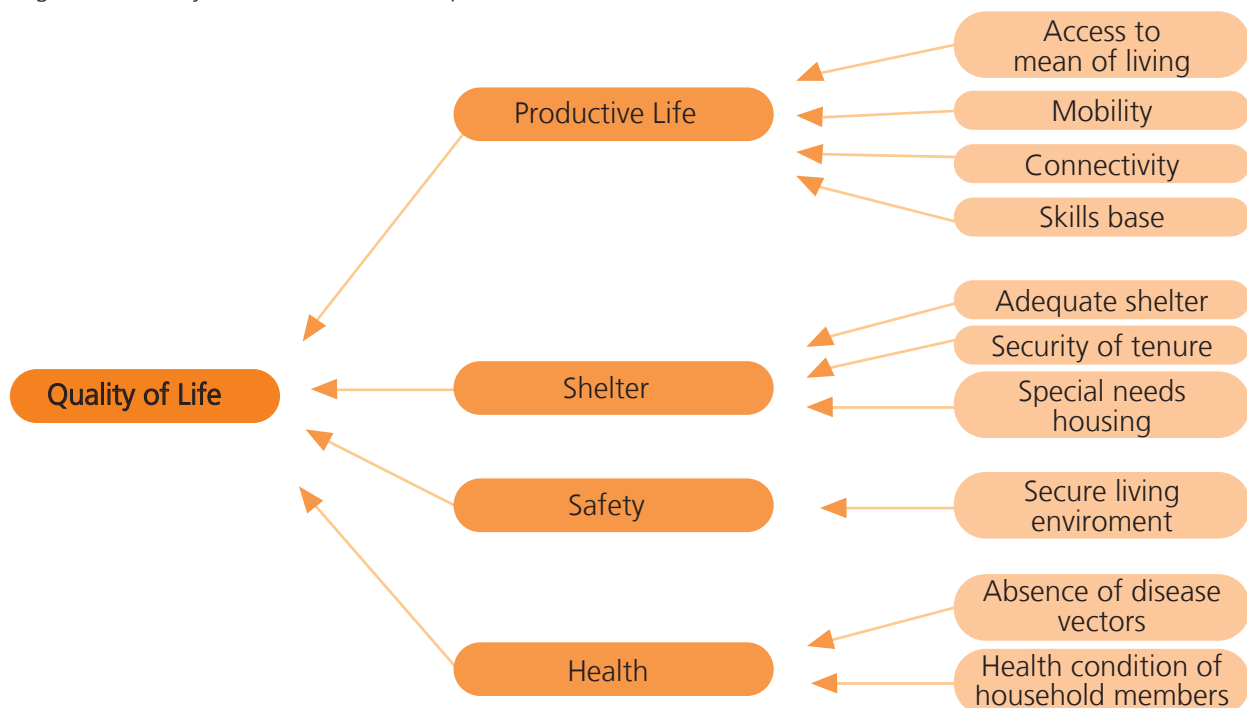 Access to
mean of living
Productive Life
Mobility
Connectivity
Skills base
Adequate shelter
Security of tenure
Quality of Life
Shelter
Special needs
housing
Safety
Secure living
enviroment
Absence of disease
vectors
Health
Health condition of
household members